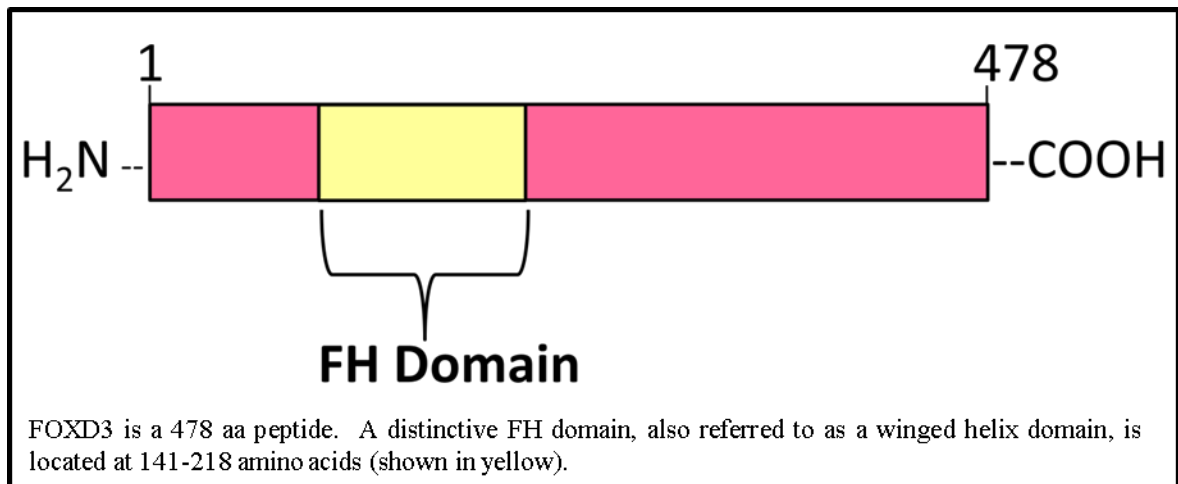 1 478
H₂N -- --COOH
FH Domain
FOXD3 is a 478 aa peptide. A distinctive FH domain, also referred to as a winged helix domain, is
located at 141-218 amino acids (shown in yellow).